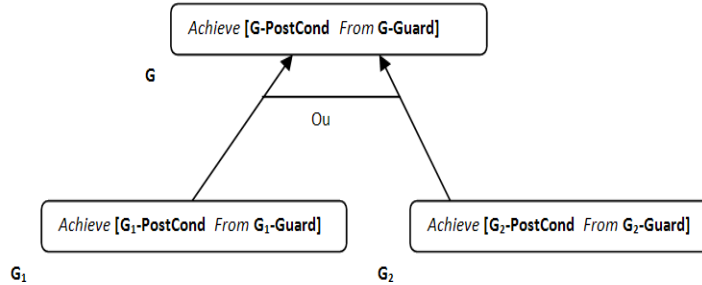 Achieve [G-PostCond From G-Guard]
G
Ou
Achieve [G₁-PostCond From G₁-Guard]
Achieve [G₂-PostCond From G₂-Guard]
G₁
G₂